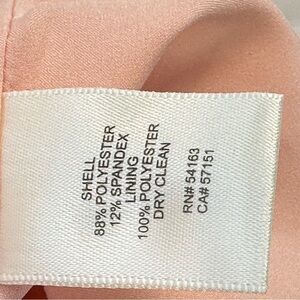 SHELL
88% POLYESTER
12% SPANDEX
LINING
100% POLYESTER
DRY CLEAN
RN# 54163
CA# 57151